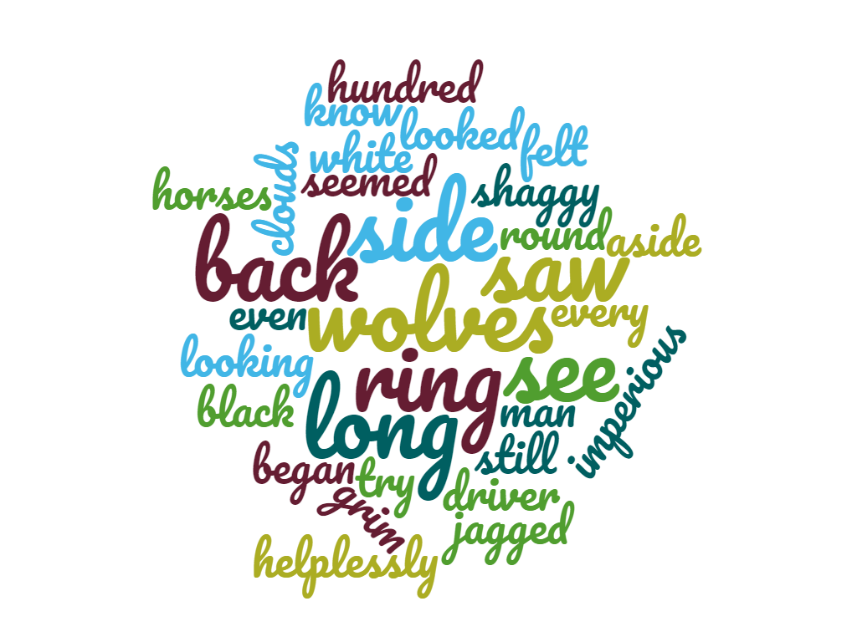 hundred
know
looked
felt
white
clouds
seemed
horses
shaggy
side
round
aside
back
saw
wolves
every
even
looking
ring
see
imperious
black
long
man
still
began
try
driver
grim
jagged
helplessly